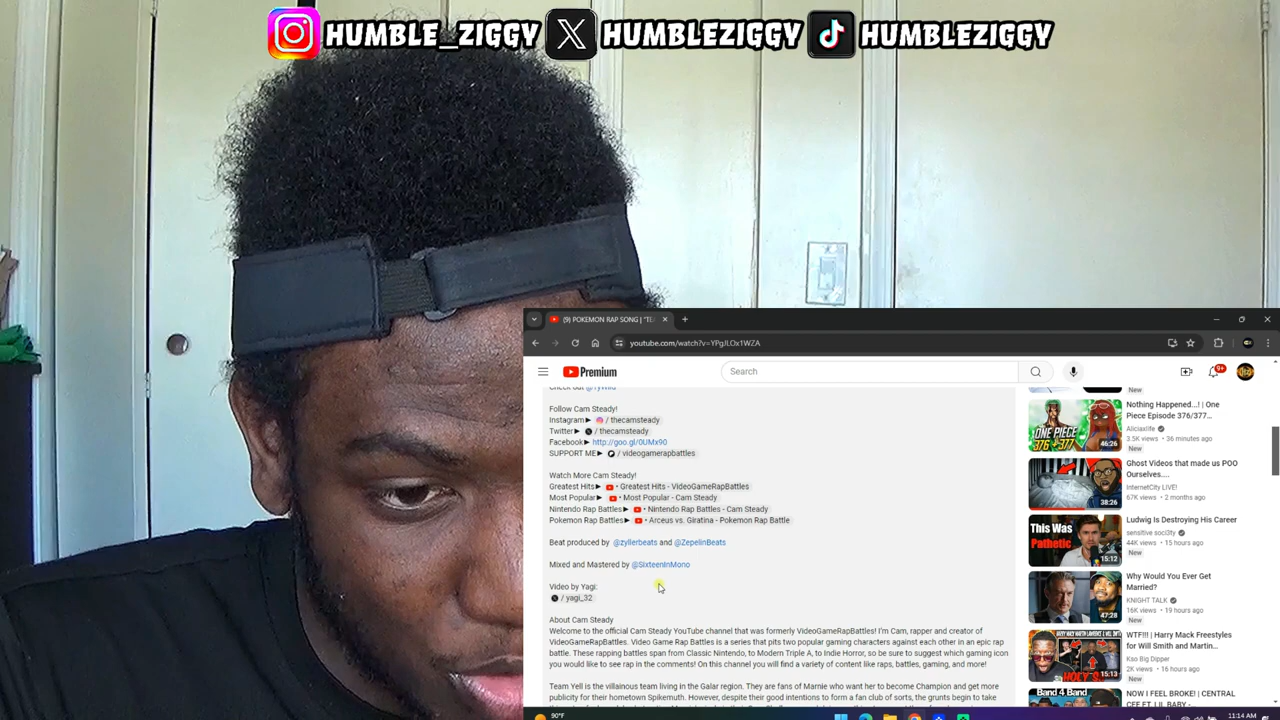 HUMBLE_ZIGGY HUMBLEZIGGY HUMBLEZIGGY
(9) POKEMON RAP SONG | "TE
youtube.com/watch?v=YPgJLOx1WZA
Premium
Search
9+
Check out @TyWild
Follow Cam Steady!
Instagram► / thecamsteady
Twitter► / thecamsteady
Facebook► http://goo.gl/0UMx90
SUPPORT ME► / videogamerapbattles
Watch More Cam Steady!
Greatest Hits► • Greatest Hits - VideoGameRapBattles
Most Popular► • Most Popular - Cam Steady
Nintendo Rap Battles► • Nintendo Rap Battles - Cam Steady
Pokemon Rap Battles► • Arceus vs. Giratina - Pokemon Rap Battle
Beat produced by @zyllerbeats and @ZepelinBeats
Mixed and Mastered by @SixteenInMono
Video by Yagi:
/ yagi_32
About Cam Steady
Welcome to the official Cam Steady YouTube channel that was formerly VideoGameRapBattles! I'm Cam, rapper and creator of
VideoGameRapBattles. Video Game Rap Battles is a series that pits two popular gaming characters against each other in an epic rap
battle. These rapping battles span from Classic Nintendo, to Modern Triple A, to Indie Horror, so be sure to suggest which gaming icon
you would like to see rap in the comments! On this channel you will find a variety of content like raps, battles, gaming, and more!
Team Yell is the villainous team living in the Galar region. They are fans of Marnie who want her to become Champion and get more
publicity for their hometown Spikemuth. However, despite their good intentions to form a fan club of sorts, the grunts begin to take
New
Nothing Happened...! | One
Piece Episode 376/377...
Aliciaxlife
3.5K views • 36 minutes ago
New
ONE PIECE
376 • 377
46:26
Ghost Videos that made us POO
Ourselves....
InternetCity LIVE!
67K views • 2 months ago
38:26
Ludwig Is Destroying His Career
sensitive soci3ty
44K views • 15 hours ago
New
This Was
Pathetic
15:12
Why Would You Ever Get
Married?
KNIGHT TALK
16K views • 19 hours ago
New
47:28
WTF!!! | Harry Mack Freestyles
for Will Smith and Martin...
Kso Big Dipper
2K views • 16 hours ago
New
15:13
NOW I FEEL BROKE! | CENTRAL
CEE FT. LIL BABY -
Band 4 Band
90°F
11:14 AM